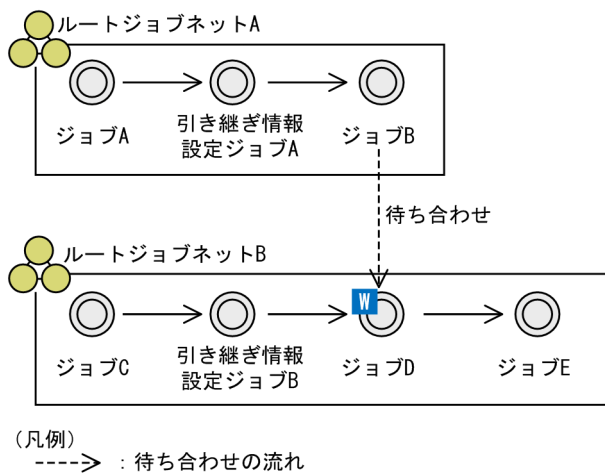 ルートジョブネットA
ジョブA
引き継ぎ情報
設定ジョブA
ジョブB
待ち合わせ
ルートジョブネットB
W
ジョブC
引き継ぎ情報
設定ジョブB
ジョブD
ジョブE
(凡例)
:待ち合わせの流れ